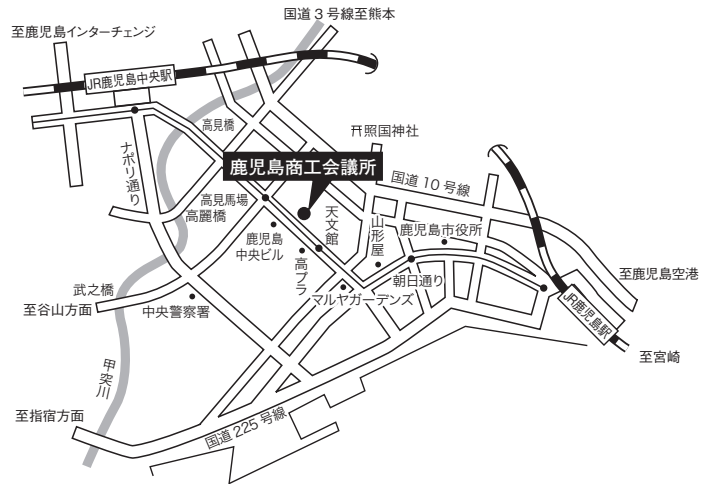 国道3号線至熊本
至鹿児島インターチェンジ
JR鹿児島中央駅
高見橋
⛩照国神社
ナポリ通り
鹿児島商工会議所
国道10号線
高見馬場
高麗橋
天文館
山形屋
鹿児島市役所
鹿児島
中央ビル
高プラ
朝日通り
至鹿児島空港
武之橋
マルヤガーデンズ
JR鹿児島駅
至谷山方面
中央警察署
至宮崎
甲突川
至指宿方面
国道225号線